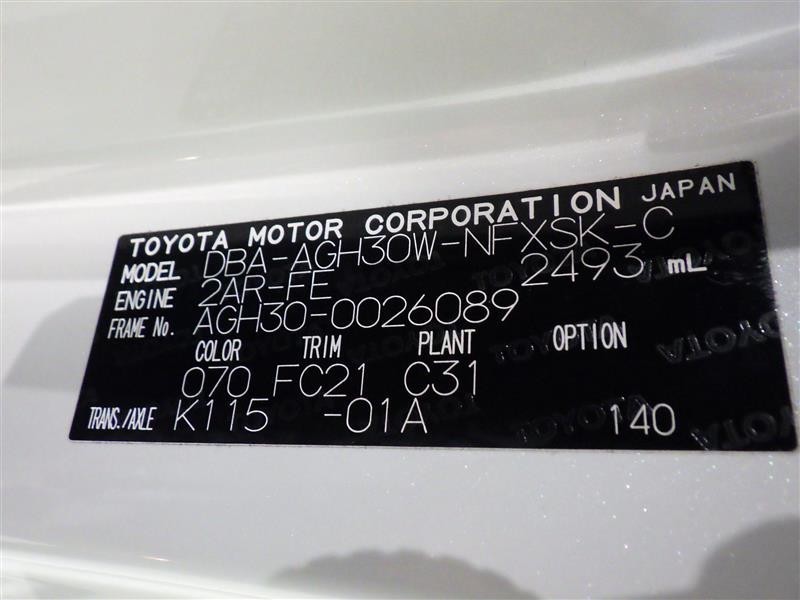 TOYOTA MOTOR CORPORATION JAPAN
MODEL DBA-AGH30W-NFXSK-C
ENGINE 2AR-FE 2493 mL
FRAME No. AGH30-0026089
COLOR TRIM PLANT OPTION
070 FC21 C31
TRANS./AXLE K115 -01A 140